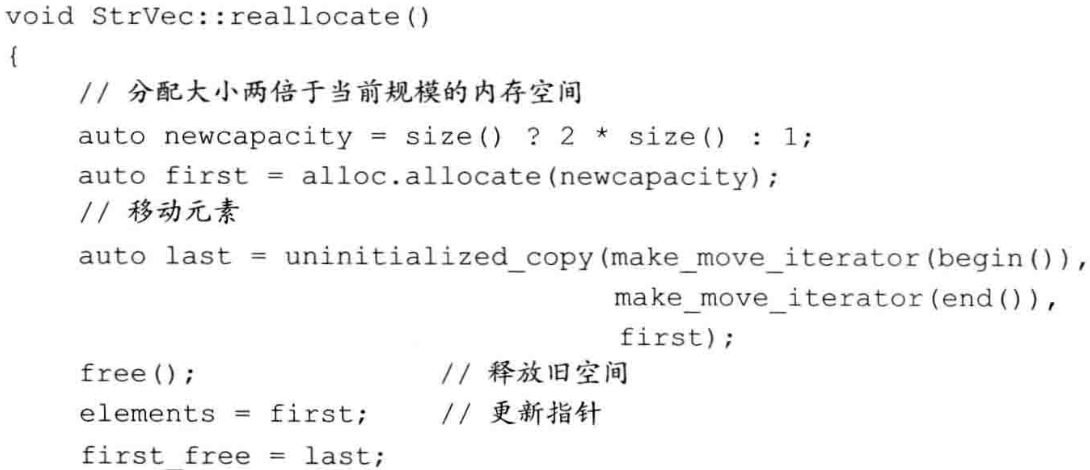 void StrVec::reallocate()
{
    // 分配大小两倍于当前规模的内存空间
    auto newcapacity = size() ? 2 * size() : 1;
    auto first = alloc.allocate(newcapacity);
    // 移动元素
    auto last = uninitialized_copy(make_move_iterator(begin()),
                                   make_move_iterator(end()),
                                   first);
    free();             // 释放旧空间
    elements = first;   // 更新指针
    first_free = last;